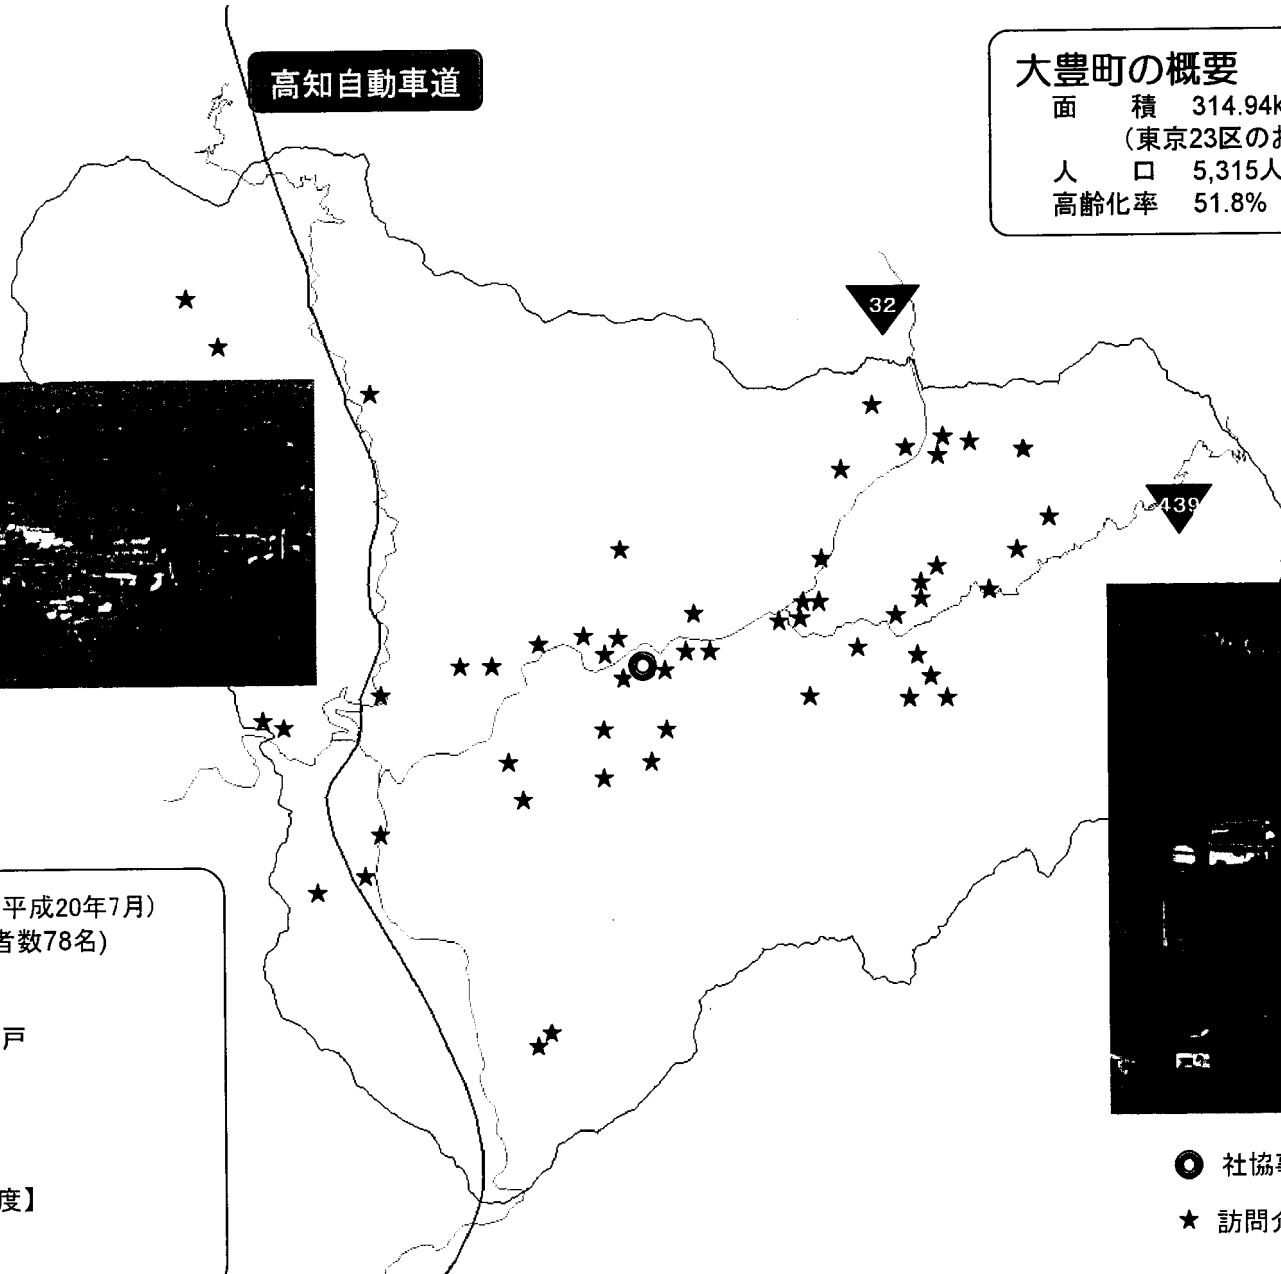 高知自動車道
大豊町の概要
面　積　314.94k
（東京23区のお
人　口　5,315人
高齢化率　51.8%
32
439
平成20年7月）
者数78名)
戸
度】
社協事
訪問介